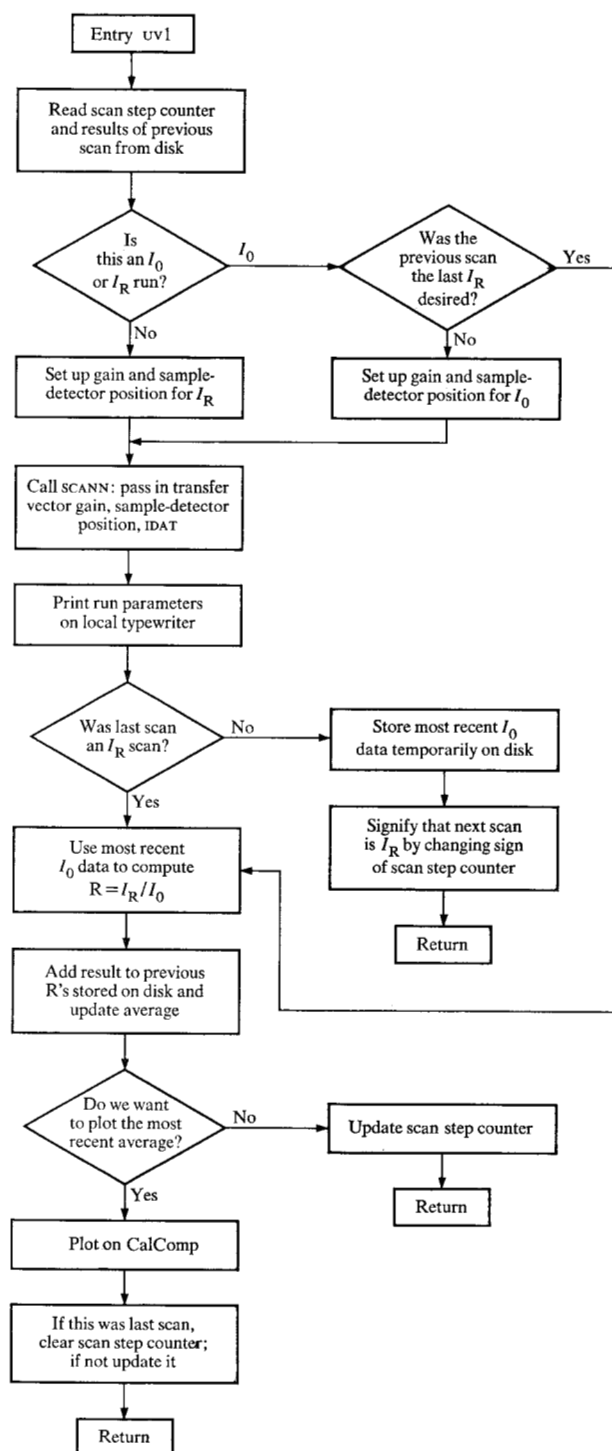 Entry UV1
Read scan step counter
and results of previous
scan from disk
Is
this an I₀
or I_R run?
I₀
Was the
previous scan
the last I_R
desired?
Yes
No
No
Set up gain and sample-
detector position for I_R
Set up gain and sample-
detector position for I₀
Call SCANN: pass in transfer
vector gain, sample-detector
position, IDAT
Print run parameters
on local typewriter
Was last scan
an I_R scan?
No
Store most recent I₀
data temporarily on disk
Yes
Signify that next scan
is I_R by changing sign
of scan step counter
Use most recent
I₀ data to compute
R = I_R/I₀
Return
Add result to previous
R's stored on disk and
update average
Do we want
to plot the most
recent average?
No
Update scan step counter
Yes
Return
Plot on CalComp
If this was last scan,
clear scan step counter;
if not update it
Return